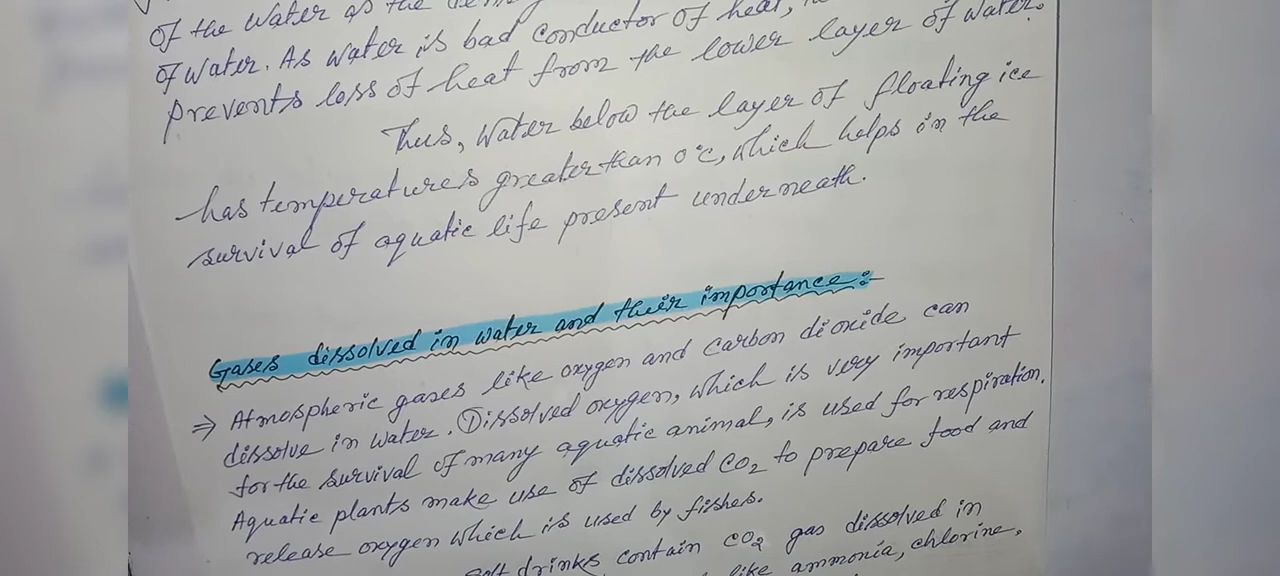 of the water as the
of water. As water is bad conductor of heat,
prevents loss of heat from the lower layer of water.
Thus, water below the layer of floating ice
has temperatures greater than 0°C, which helps in the
survival of aquatic life present underneath.
Gases dissolved in water and their importance :-
⇒ Atmospheric gases like oxygen and carbon dioxide can
dissolve in water. Dissolved oxygen, which is very important
for the survival of many aquatic animal, is used for respiration.
Aquatic plants make use of dissolved CO₂ to prepare food and
release oxygen which is used by fishes.
drinks contain CO₂ gas dissolved in
like ammonia, chlorine,